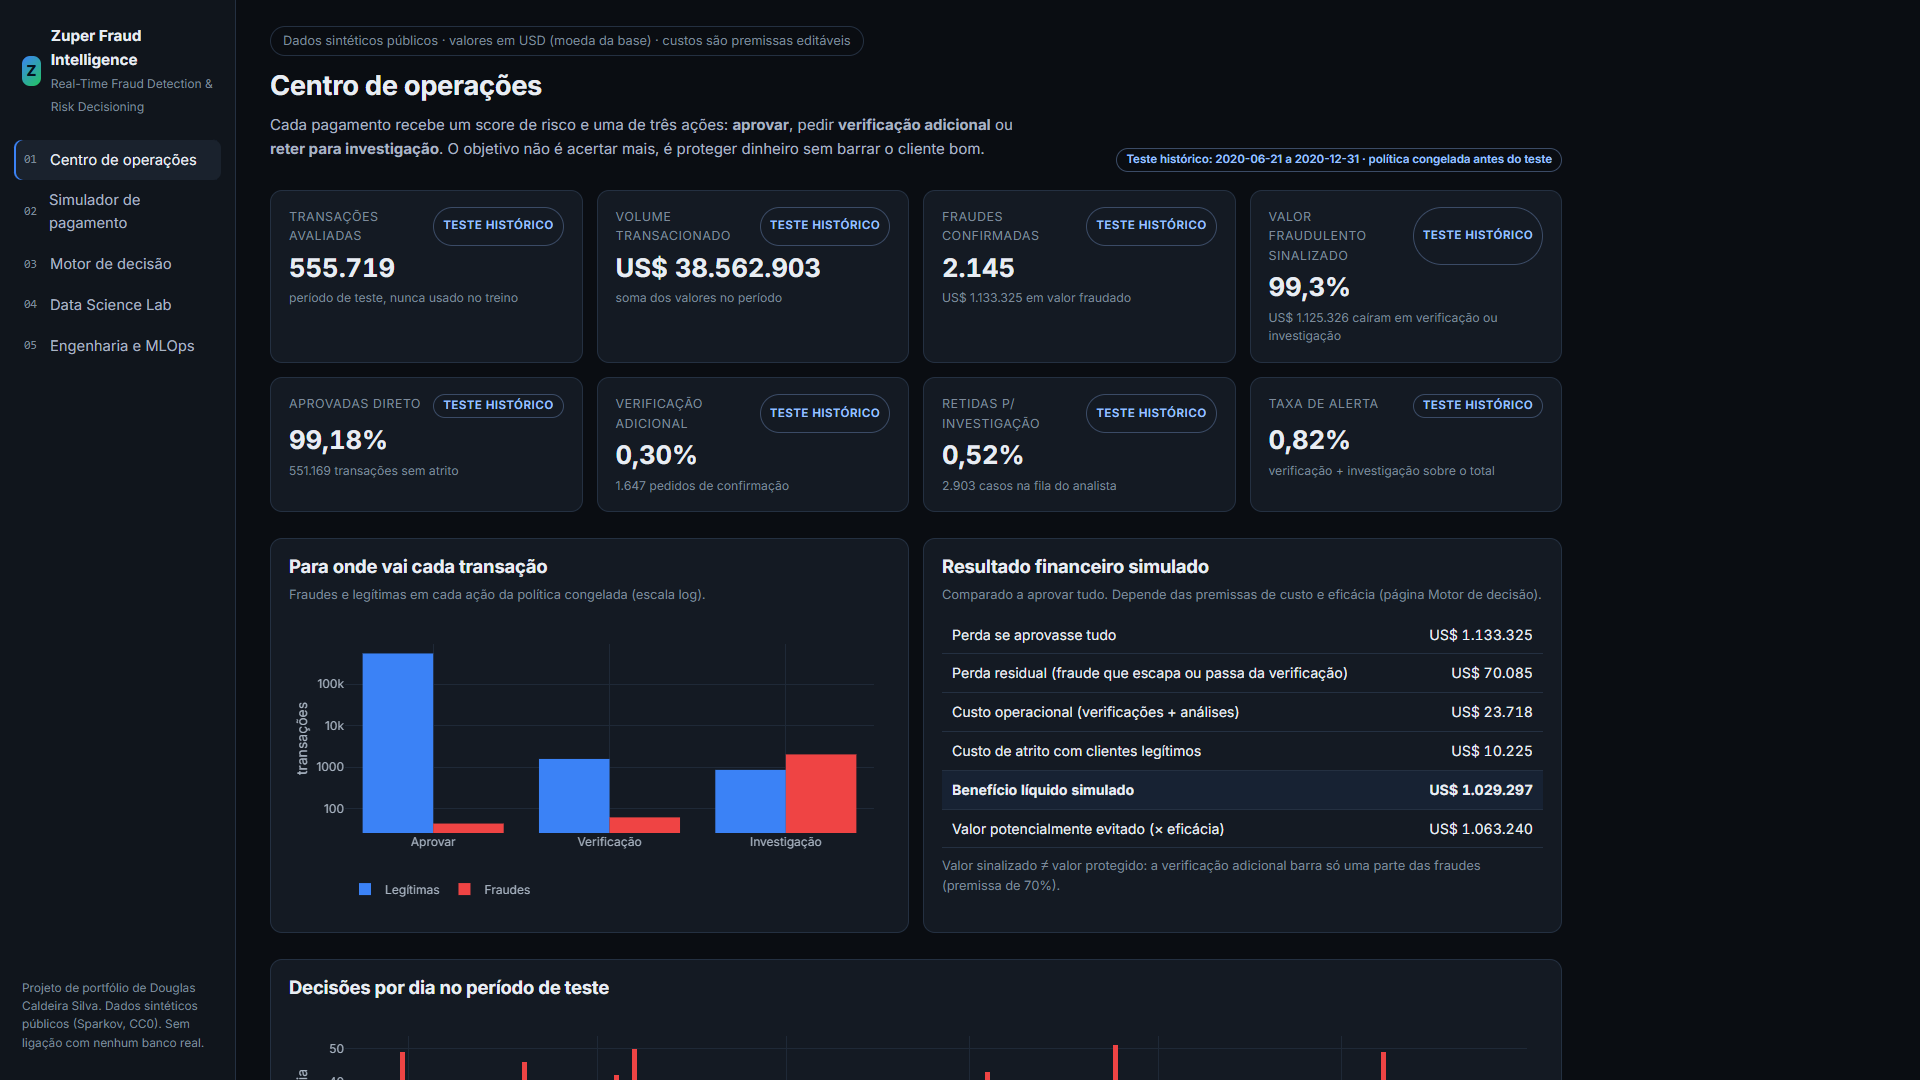 Z
Zuper Fraud
Intelligence
Real-Time Fraud Detection &
Risk Decisioning
01 Centro de operações
02 Simulador de
pagamento
03 Motor de decisão
04 Data Science Lab
05 Engenharia e MLOps
Projeto de portfólio de Douglas
Caldeira Silva. Dados sintéticos
públicos (Sparkov, CC0). Sem
ligação com nenhum banco real.
Dados sintéticos públicos · valores em USD (moeda da base) · custos são premissas editáveis
Centro de operações
Cada pagamento recebe um score de risco e uma de três ações: aprovar, pedir verificação adicional ou
reter para investigação. O objetivo não é acertar mais, é proteger dinheiro sem barrar o cliente bom.
Teste histórico: 2020-06-21 a 2020-12-31 · política congelada antes do teste
TRANSAÇÕES
AVALIADAS
TESTE HISTÓRICO
555.719
período de teste, nunca usado no treino
VOLUME
TRANSACIONADO
TESTE HISTÓRICO
US$ 38.562.903
soma dos valores no período
FRAUDES
CONFIRMADAS
TESTE HISTÓRICO
2.145
US$ 1.133.325 em valor fraudado
VALOR
FRAUDULENTO
SINALIZADO
TESTE HISTÓRICO
99,3%
US$ 1.125.326 caíram em verificação ou
investigação
APROVADAS DIRETO
TESTE HISTÓRICO
99,18%
551.169 transações sem atrito
VERIFICAÇÃO
ADICIONAL
TESTE HISTÓRICO
0,30%
1.647 pedidos de confirmação
RETIDAS P/
INVESTIGAÇÃO
TESTE HISTÓRICO
0,52%
2.903 casos na fila do analista
TAXA DE ALERTA
TESTE HISTÓRICO
0,82%
verificação + investigação sobre o total
Para onde vai cada transação
Fraudes e legítimas em cada ação da política congelada (escala log).
transações
100k
10k
1000
100
Aprovar
Verificação
Investigação
Legítimas
Fraudes
Resultado financeiro simulado
Comparado a aprovar tudo. Depende das premissas de custo e eficácia (página Motor de decisão).
Perda se aprovasse tudo US$ 1.133.325
Perda residual (fraude que escapa ou passa da verificação) US$ 70.085
Custo operacional (verificações + análises) US$ 23.718
Custo de atrito com clientes legítimos US$ 10.225
Benefício líquido simulado US$ 1.029.297
Valor potencialmente evitado (× eficácia) US$ 1.063.240
Valor sinalizado ≠ valor protegido: a verificação adicional barra só uma parte das fraudes
(premissa de 70%).
Decisões por dia no período de teste
50